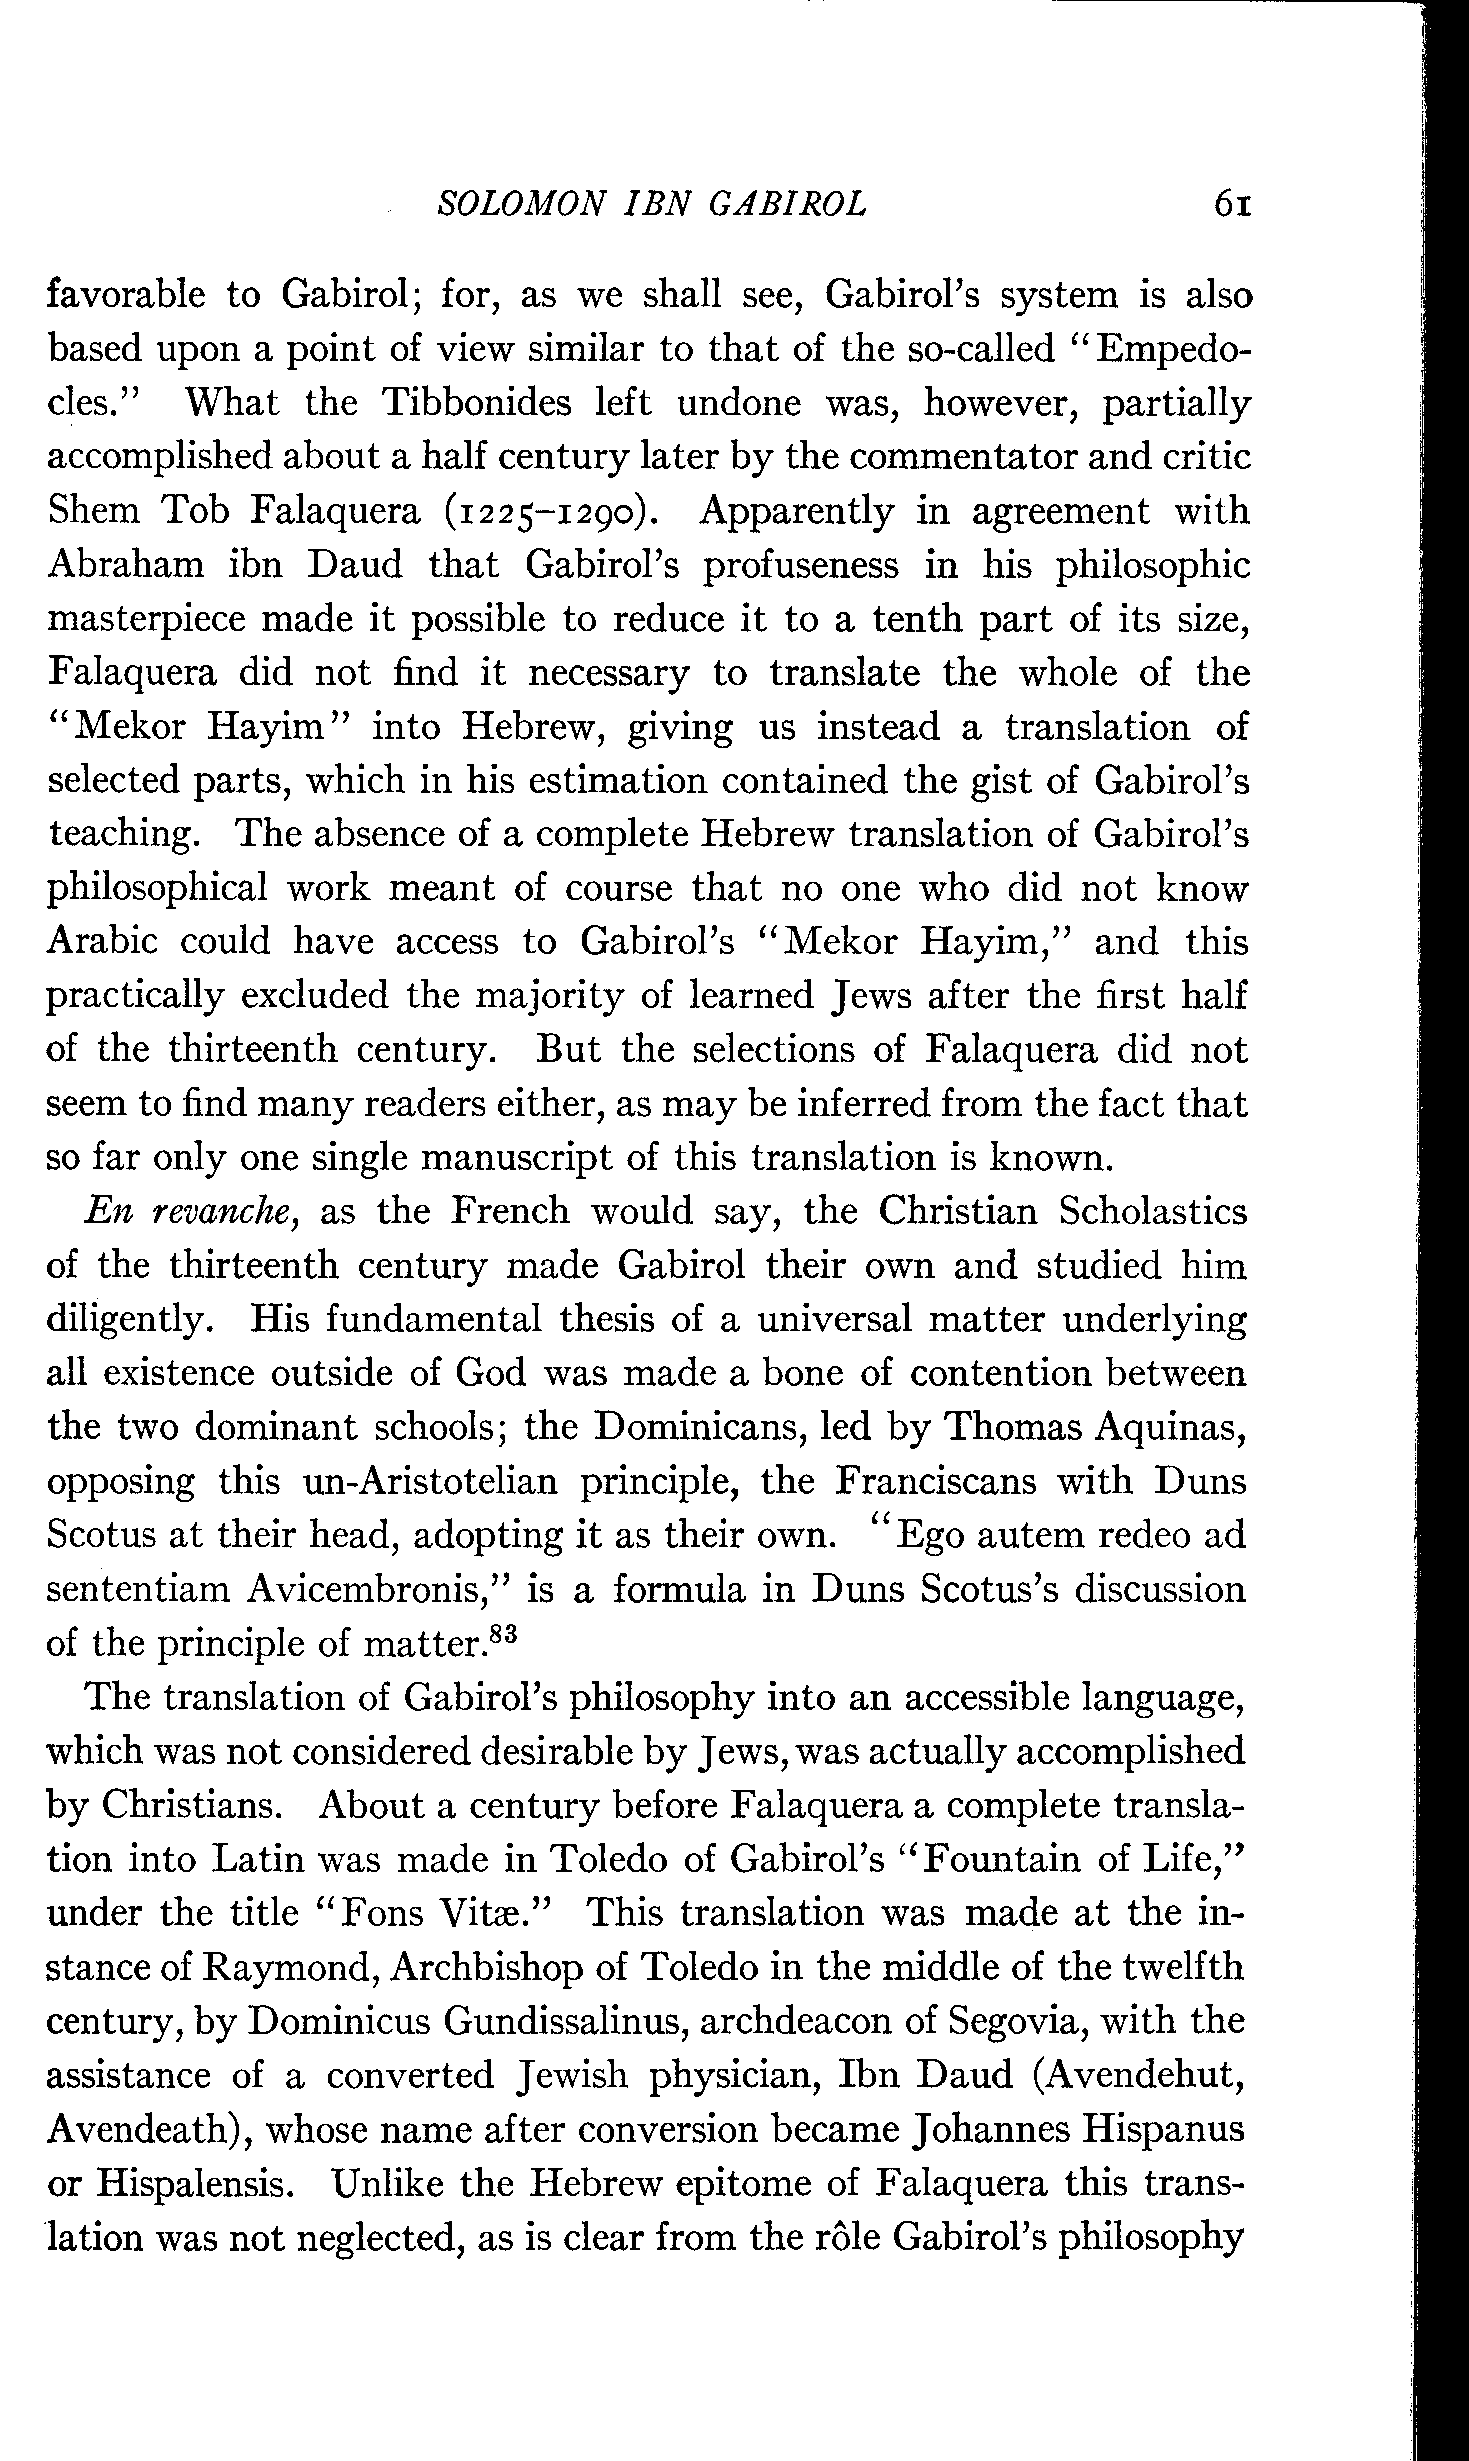 SOLOMON IBN GABIROL 61
favorable to Gabirol; for, as we shall see, Gabirol's system is also
based upon a point of view similar to that of the so-called "Empedo-
cles." What the Tibbonides left undone was, however, partially
accomplished about a half century later by the commentator and critic
Shem Tob Falaquera (1225–1290). Apparently in agreement with
Abraham ibn Daud that Gabirol's profuseness in his philosophic
masterpiece made it possible to reduce it to a tenth part of its size,
Falaquera did not find it necessary to translate the whole of the
"Mekor Hayim" into Hebrew, giving us instead a translation of
selected parts, which in his estimation contained the gist of Gabirol's
teaching. The absence of a complete Hebrew translation of Gabirol's
philosophical work meant of course that no one who did not know
Arabic could have access to Gabirol's "Mekor Hayim," and this
practically excluded the majority of learned Jews after the first half
of the thirteenth century. But the selections of Falaquera did not
seem to find many readers either, as may be inferred from the fact that
so far only one single manuscript of this translation is known.
En revanche, as the French would say, the Christian Scholastics
of the thirteenth century made Gabirol their own and studied him
diligently. His fundamental thesis of a universal matter underlying
all existence outside of God was made a bone of contention between
the two dominant schools; the Dominicans, led by Thomas Aquinas,
opposing this un-Aristotelian principle, the Franciscans with Duns
Scotus at their head, adopting it as their own. "Ego autem redeo ad
sententiam Avicembronis," is a formula in Duns Scotus's discussion
of the principle of matter.83
The translation of Gabirol's philosophy into an accessible language,
which was not considered desirable by Jews, was actually accomplished
by Christians. About a century before Falaquera a complete transla-
tion into Latin was made in Toledo of Gabirol's "Fountain of Life,"
under the title "Fons Vitæ." This translation was made at the in-
stance of Raymond, Archbishop of Toledo in the middle of the twelfth
century, by Dominicus Gundissalinus, archdeacon of Segovia, with the
assistance of a converted Jewish physician, Ibn Daud (Avendehut,
Avendeath), whose name after conversion became Johannes Hispanus
or Hispalensis. Unlike the Hebrew epitome of Falaquera this trans-
lation was not neglected, as is clear from the rôle Gabirol's philosophy